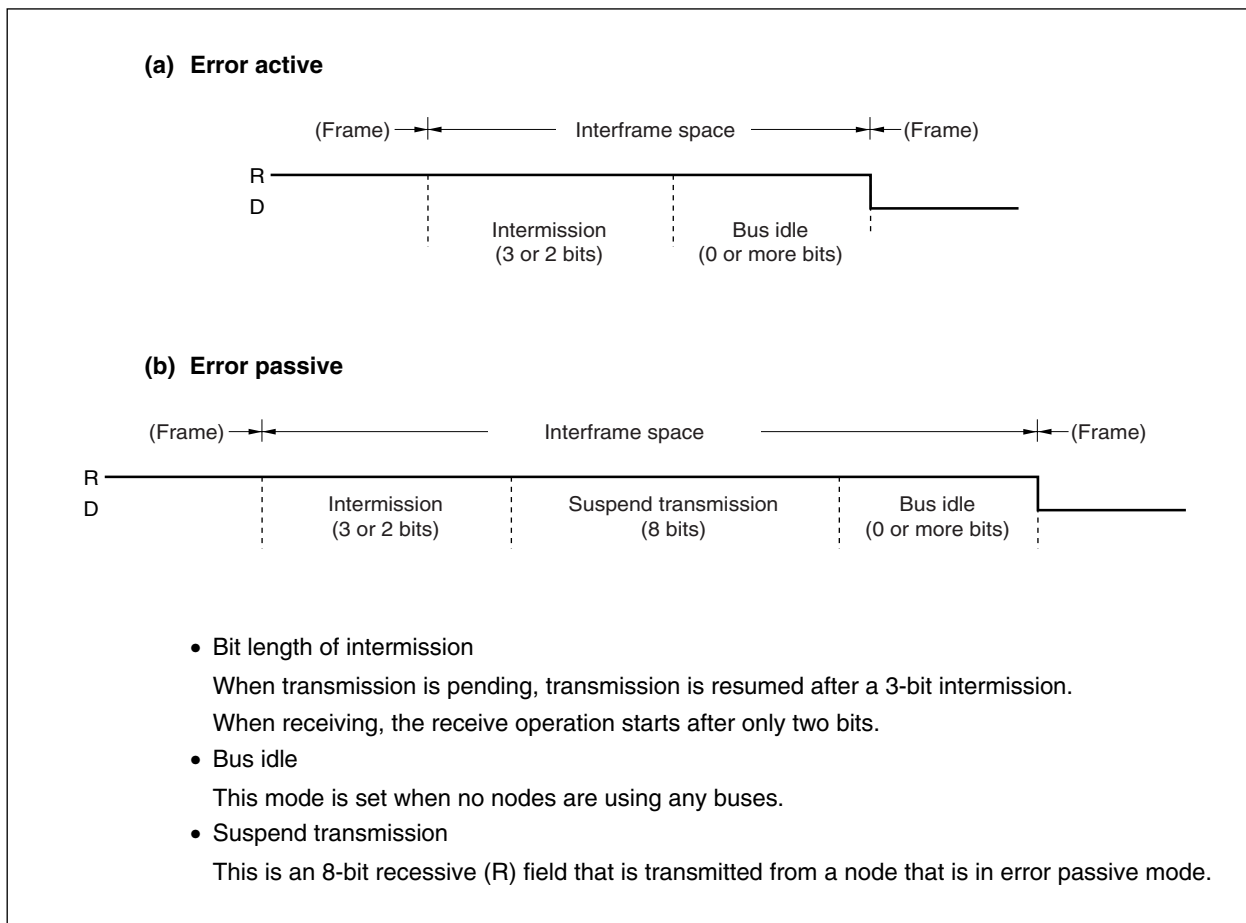 (a) Error active
(Frame) Interframe space (Frame)
R
D
Intermission Bus idle
(3 or 2 bits) (0 or more bits)
(b) Error passive
(Frame) Interframe space (Frame)
R
D
Intermission Suspend transmission Bus idle
(3 or 2 bits) (8 bits) (0 or more bits)
• Bit length of intermission
When transmission is pending, transmission is resumed after a 3-bit intermission.
When receiving, the receive operation starts after only two bits.
• Bus idle
This mode is set when no nodes are using any buses.
• Suspend transmission
This is an 8-bit recessive (R) field that is transmitted from a node that is in error passive mode.